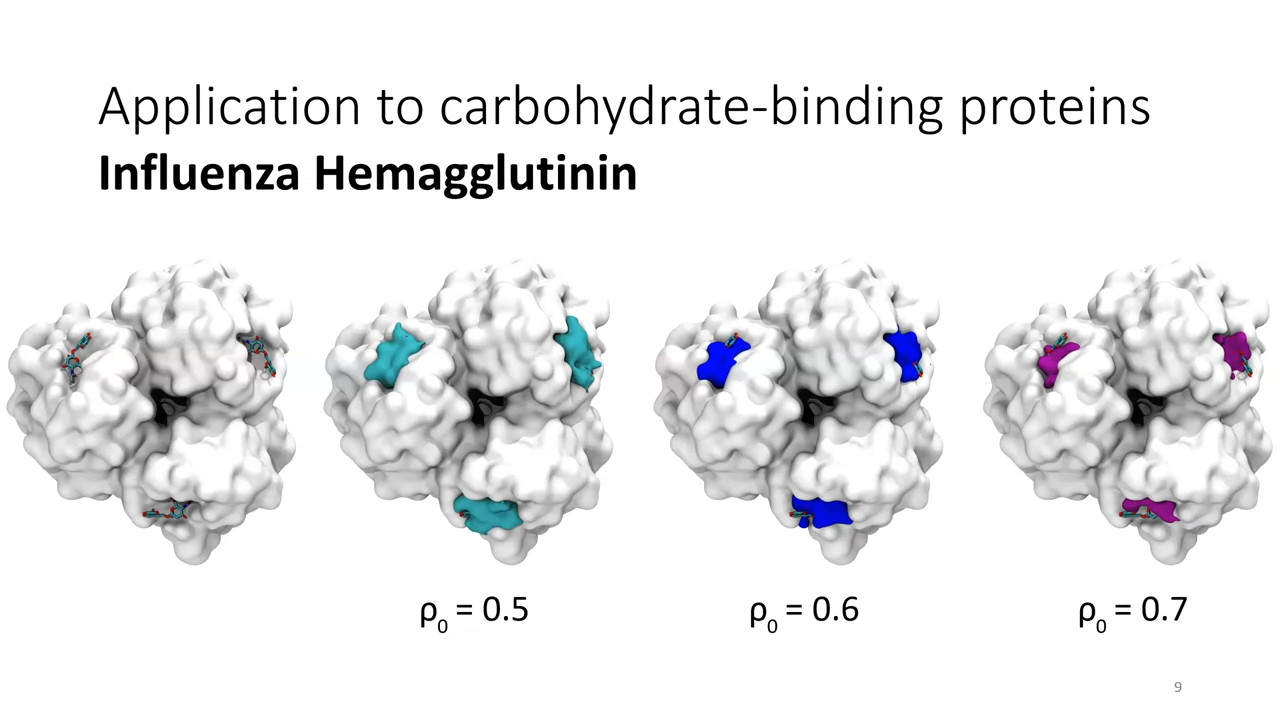 Application to carbohydrate-binding proteins
Influenza Hemagglutinin
ρ0 = 0.5
ρ0 = 0.6
ρ0 = 0.7
9